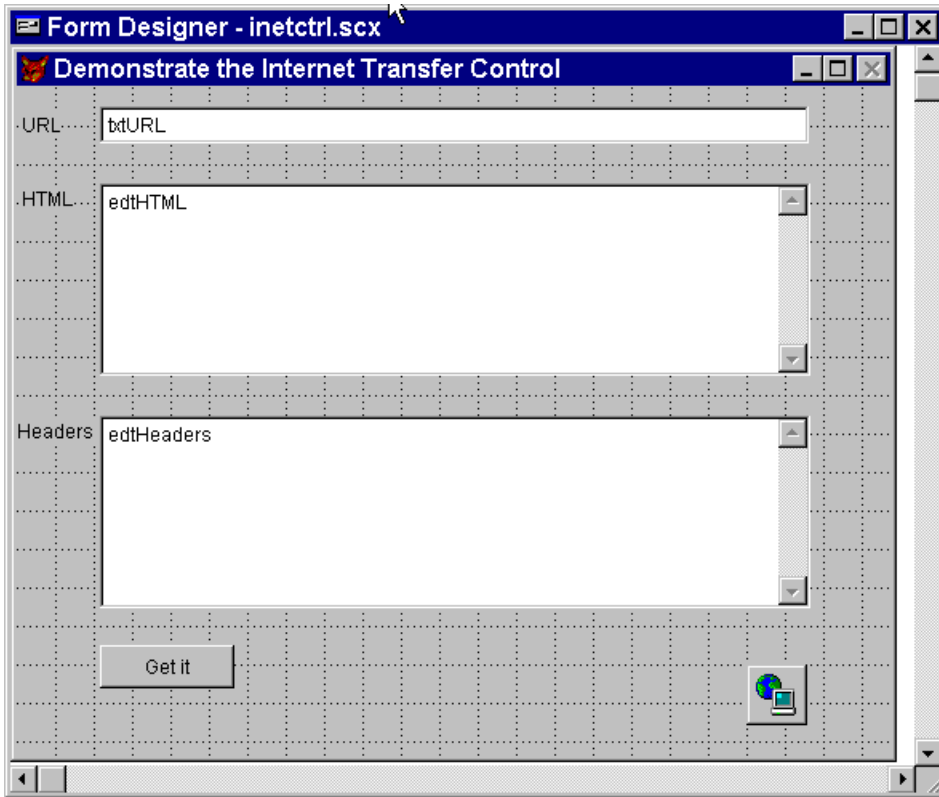 Form Designer - inetctrl.scx
Demonstrate the Internet Transfer Control
URL txtURL
HTML edtHTML
Headers edtHeaders
Get it